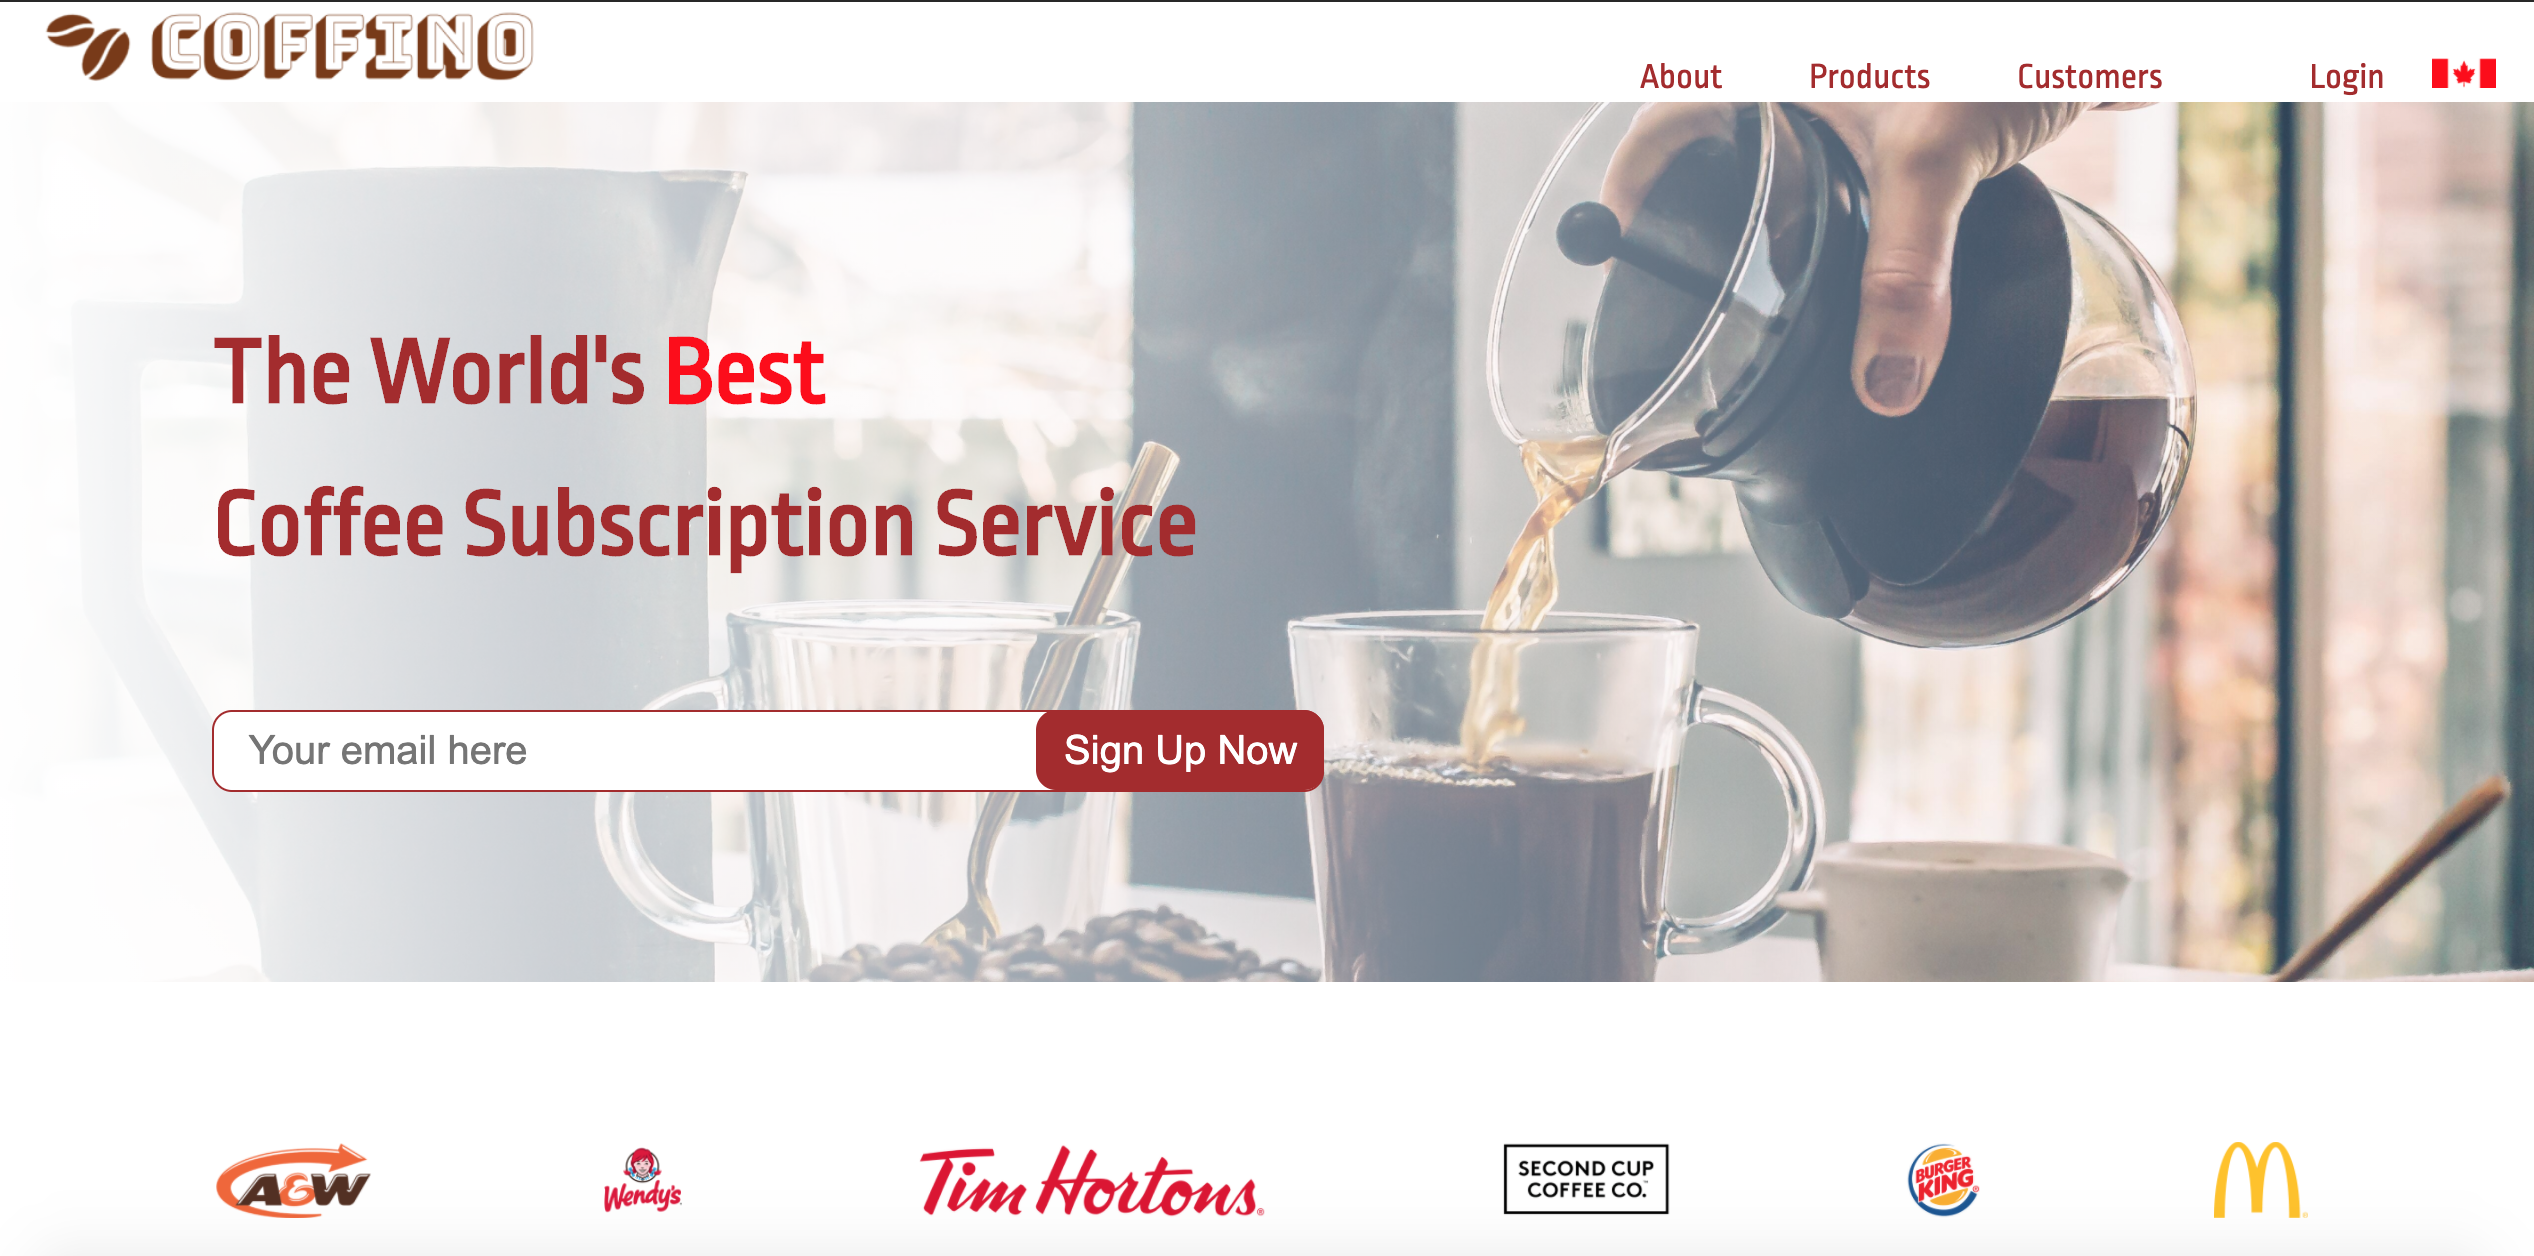 COFFINO
About Products Customers Login
The World's Best
Coffee Subscription Service
Your email here
Sign Up Now
A&W
Wendy's
Tim Hortons®
SECOND CUP
COFFEE CO.™
BURGER
KING®